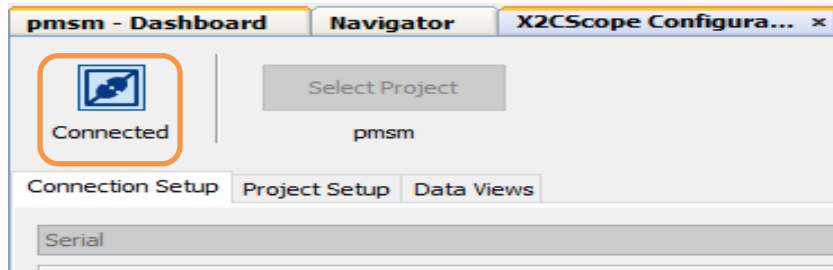 pmsm - Dashboard Navigator X2CScope Configura... ×
Select Project
Connected pmsm
Connection Setup Project Setup Data Views
Serial